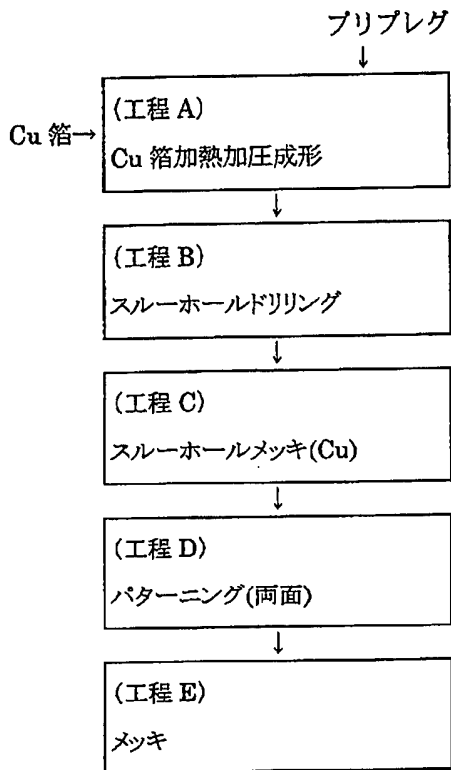 プリプレグ
↓
Cu 箔→
(工程 A)
Cu 箔加熱加圧成形
↓
(工程 B)
スルーホールドリリング
↓
(工程 C)
スルーホールメッキ(Cu)
↓
(工程 D)
パターニング(両面)
↓
(工程 E)
メッキ